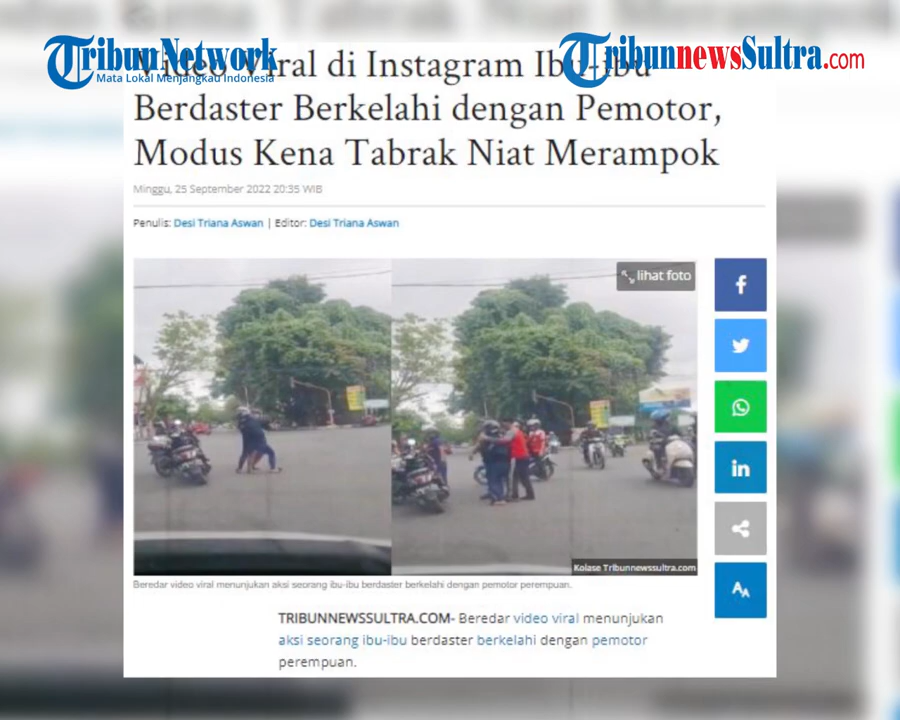 TribunNetwork
Mata Lokal Menjangkau Indonesia
TribunnewsSultra.com
Video Viral di Instagram Ibu-ibu
Berdaster Berkelahi dengan Pemotor,
Modus Kena Tabrak Niat Merampok
Minggu, 25 September 2022 20:35 WIB
Penulis: Desi Triana Aswan | Editor: Desi Triana Aswan
lihat foto
Kolase Tribunnewssultra.com
Beredar video viral menunjukan aksi seorang ibu-ibu berdaster berkelahi dengan pemotor perempuan.
TRIBUNNEWSSULTRA.COM- Beredar video viral menunjukan
aksi seorang ibu-ibu berdaster berkelahi dengan pemotor
perempuan.